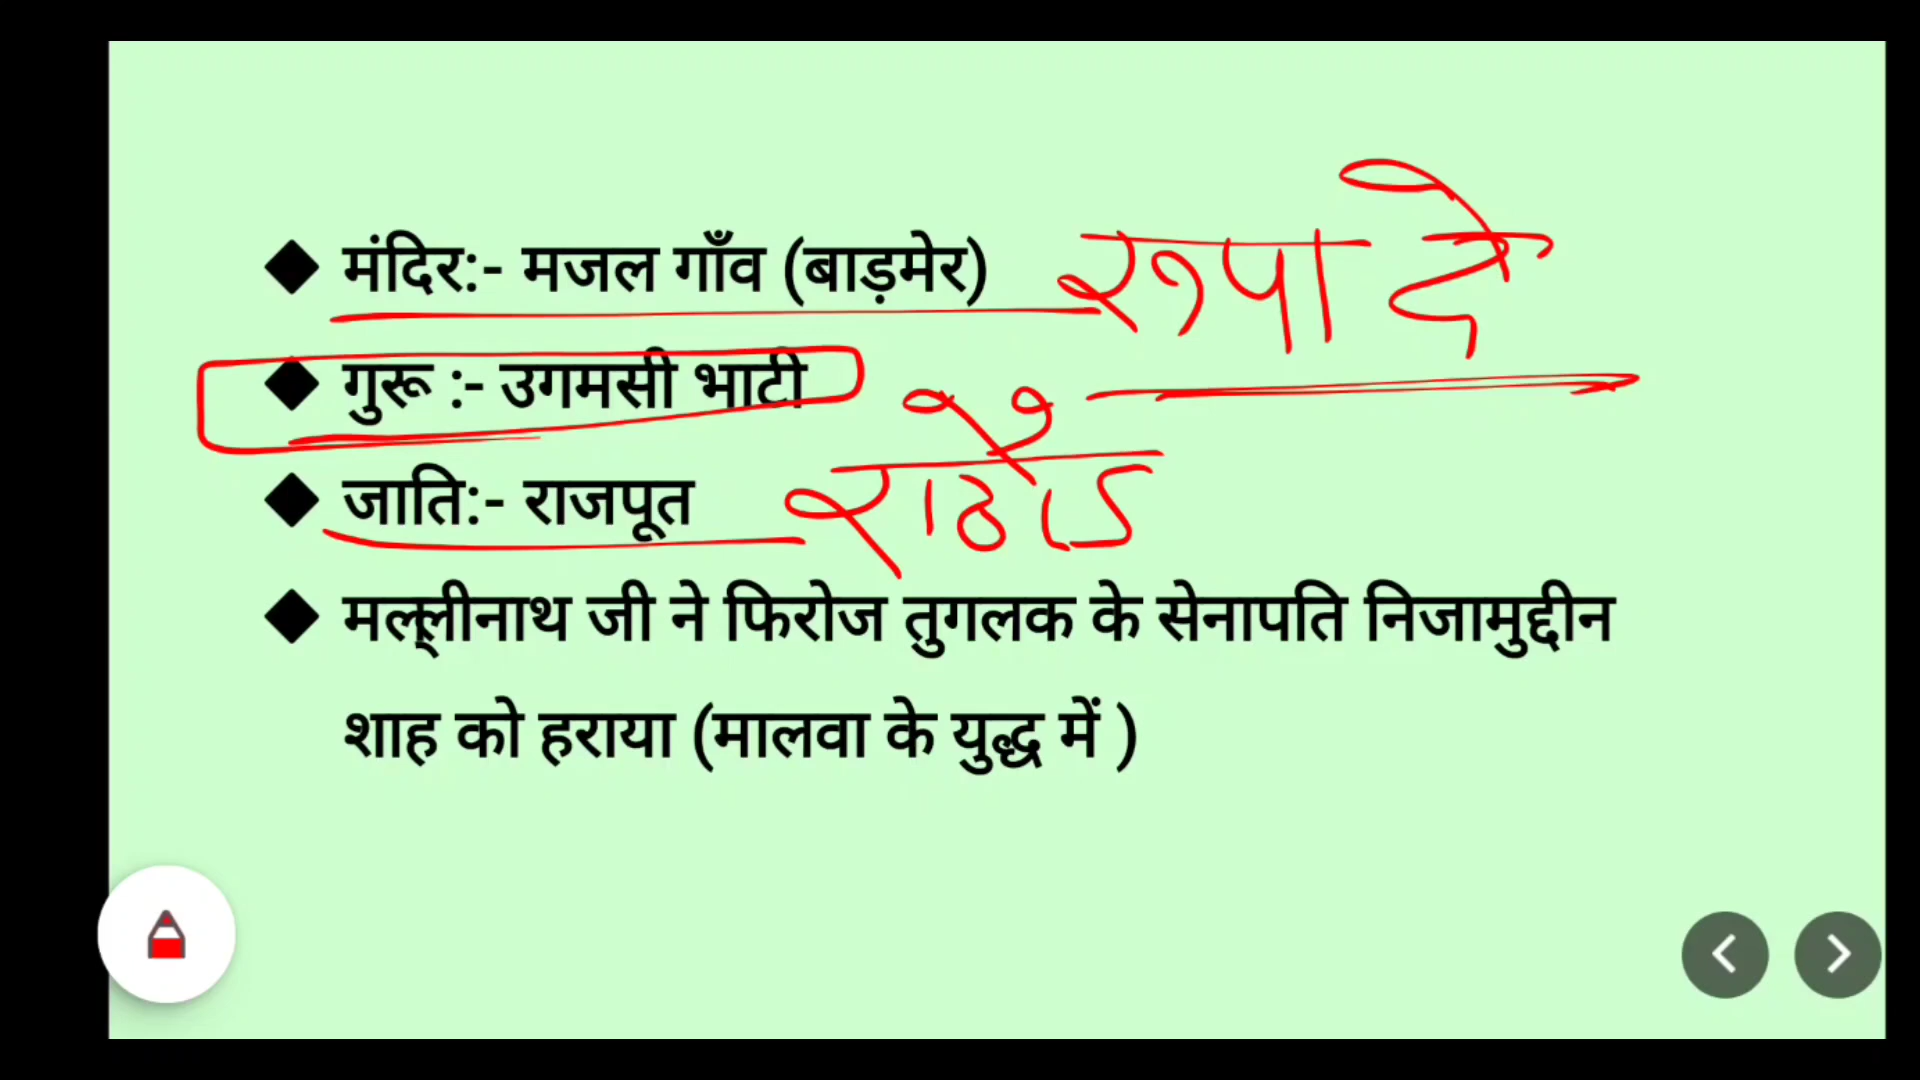 ◆ मंदिर:- मजल गाँव (बाड़मेर) रूपा दे
◆ गुरू :- उगमसी भाटी
◆ जाति:- राजपूत राठौड
◆ मल्लीनाथ जी ने फिरोज तुगलक के सेनापति निजामुद्दीन
शाह को हराया (मालवा के युद्ध में )